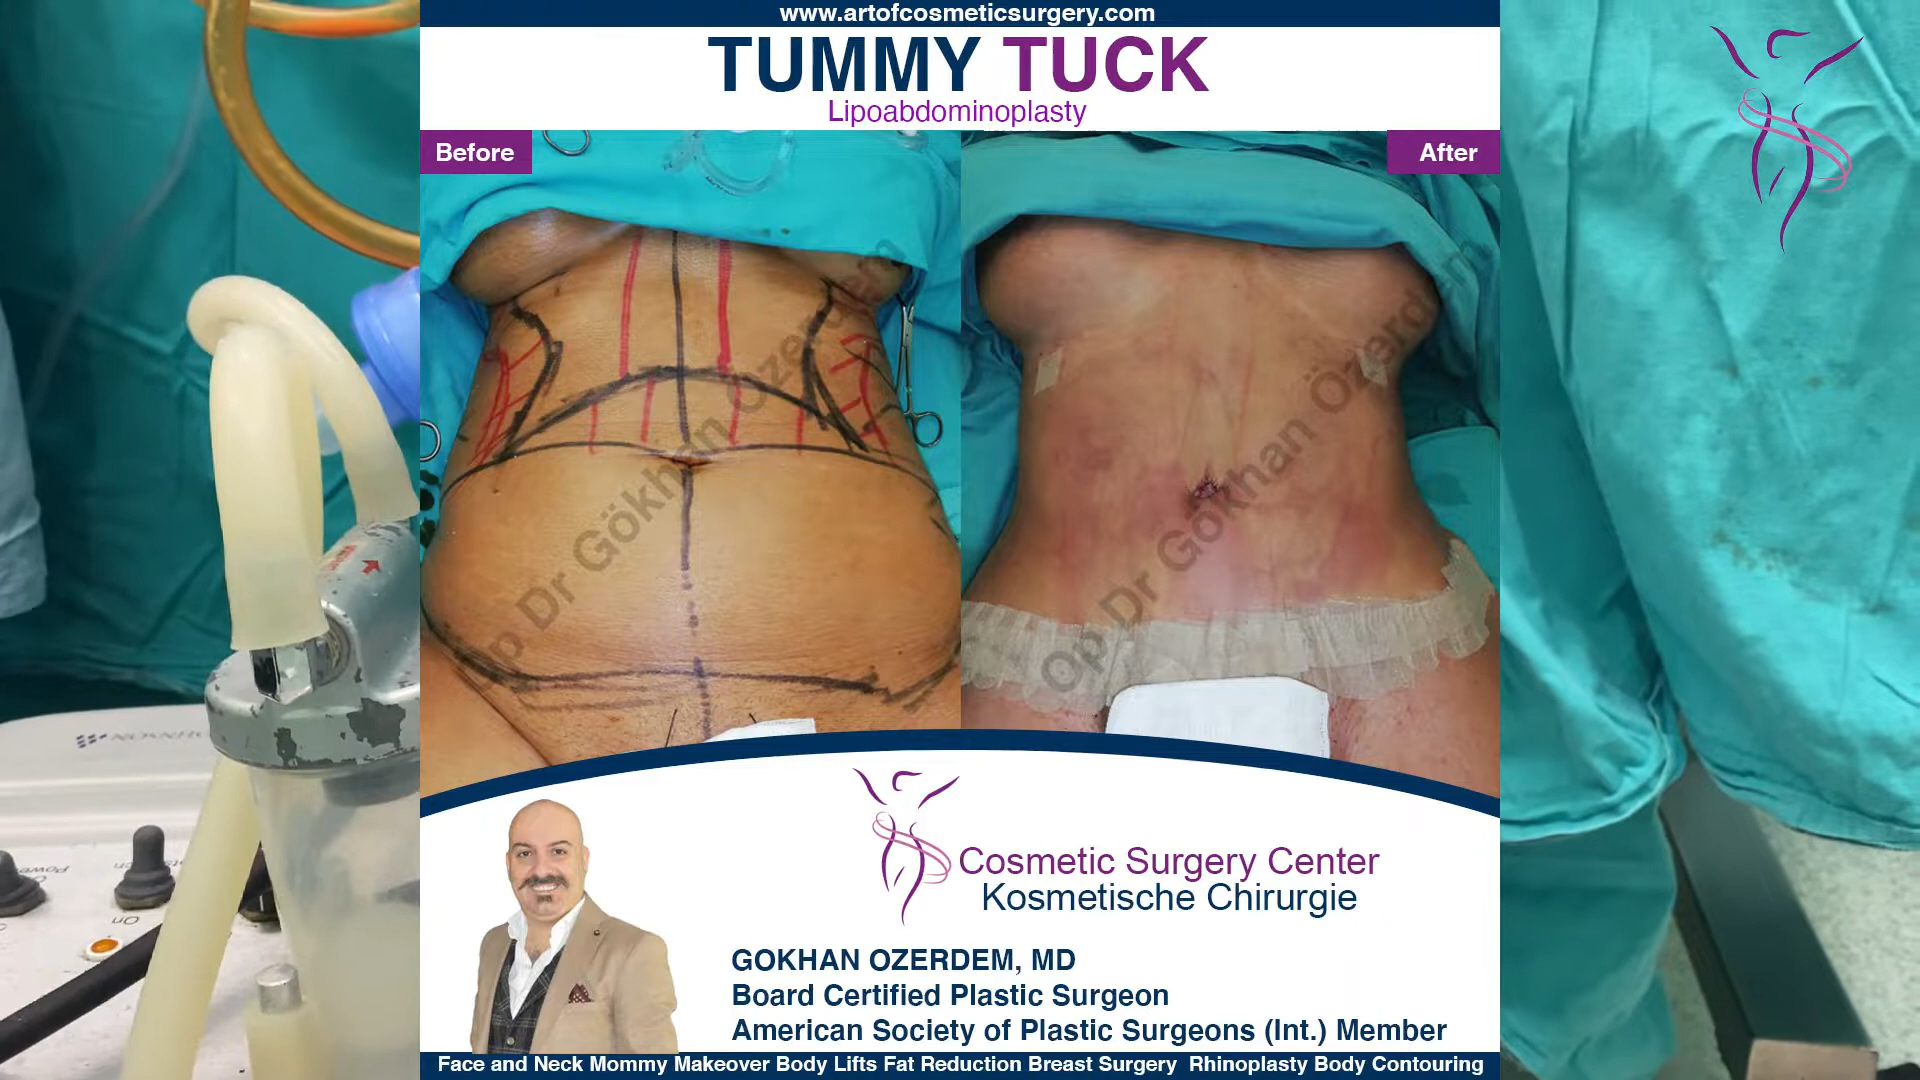 www.artofcosmeticsurgery.com
TUMMY TUCK
Lipoabdominoplasty
Before
After
Op Dr Gökhan Özerdem
Op Dr Gökhan Özerdem
Power
On
Cosmetic Surgery Center
Kosmetische Chirurgie
GOKHAN OZERDEM, MD
Board Certified Plastic Surgeon
American Society of Plastic Surgeons (Int.) Member
Face and Neck Mommy Makeover Body Lifts Fat Reduction Breast Surgery Rhinoplasty Body Contouring